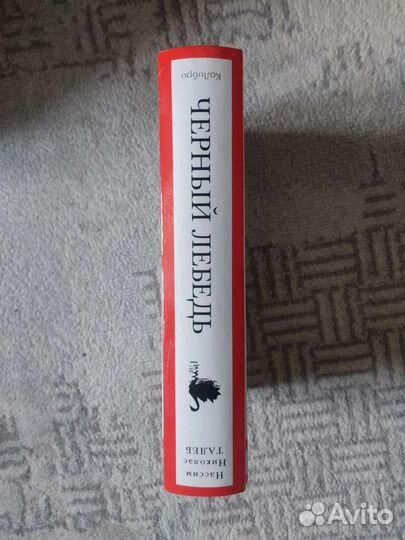 Нассим
Николас
ТАЛЕБ
ЧЕРНЫЙ ЛЕБЕДЬ
КоЛибри
Avito